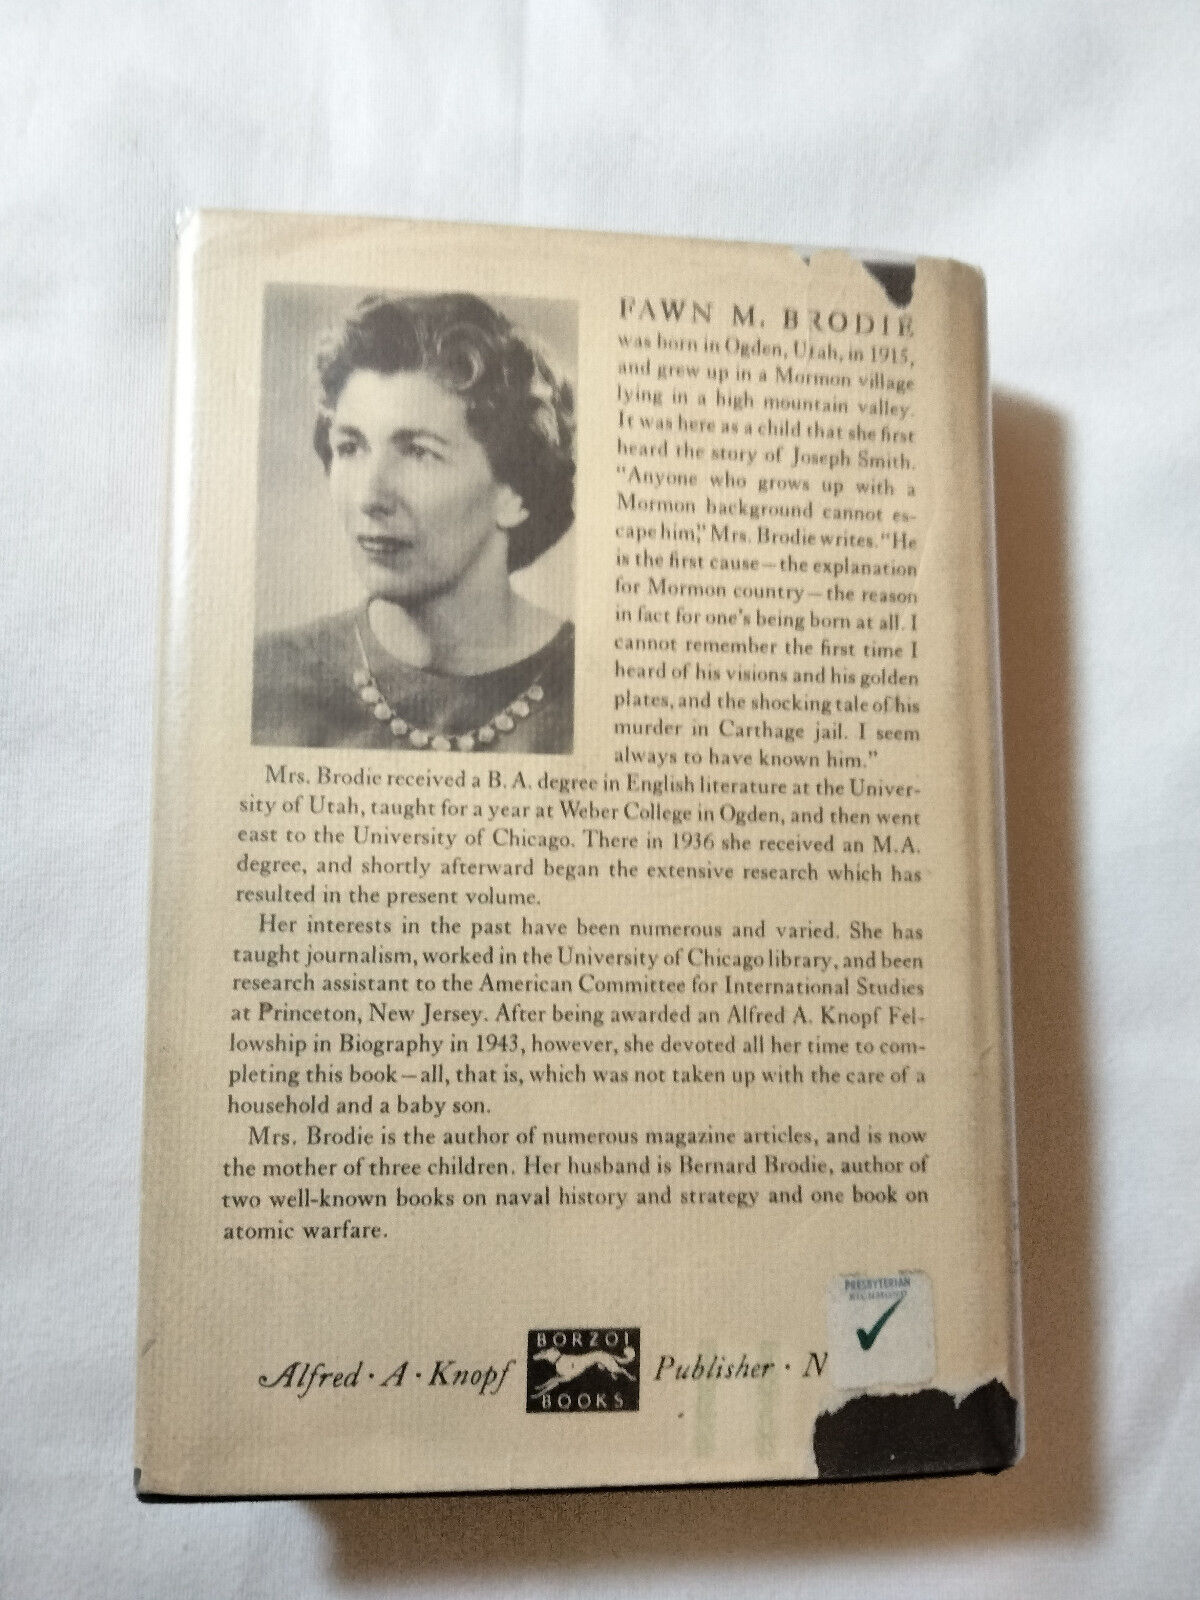 FAWN M. BRODIE
was born in Ogden, Utah, in 1915,
and grew up in a Mormon village
lying in a high mountain valley.
It was here as a child that she first
heard the story of Joseph Smith.
"Anyone who grows up with a
Mormon background cannot es-
cape him," Mrs. Brodie writes. "He
is the first cause—the explanation
for Mormon country—the reason
in fact for one's being born at all. I
cannot remember the first time I
heard of his visions and his golden
plates, and the shocking tale of his
murder in Carthage jail. I seem
always to have known him."
Mrs. Brodie received a B. A. degree in English literature at the Univer-
sity of Utah, taught for a year at Weber College in Ogden, and then went
east to the University of Chicago. There in 1936 she received an M.A.
degree, and shortly afterward began the extensive research which has
resulted in the present volume.
Her interests in the past have been numerous and varied. She has
taught journalism, worked in the University of Chicago library, and been
research assistant to the American Committee for International Studies
at Princeton, New Jersey. After being awarded an Alfred A. Knopf Fel-
lowship in Biography in 1943, however, she devoted all her time to com-
pleting this book—all, that is, which was not taken up with the care of a
household and a baby son.
Mrs. Brodie is the author of numerous magazine articles, and is now
the mother of three children. Her husband is Bernard Brodie, author of
two well-known books on naval history and strategy and one book on
atomic warfare.
PRESBYTERIAN
RICHMOND
Alfred · A · Knopf
BORZOI
BOOKS
Publisher · N